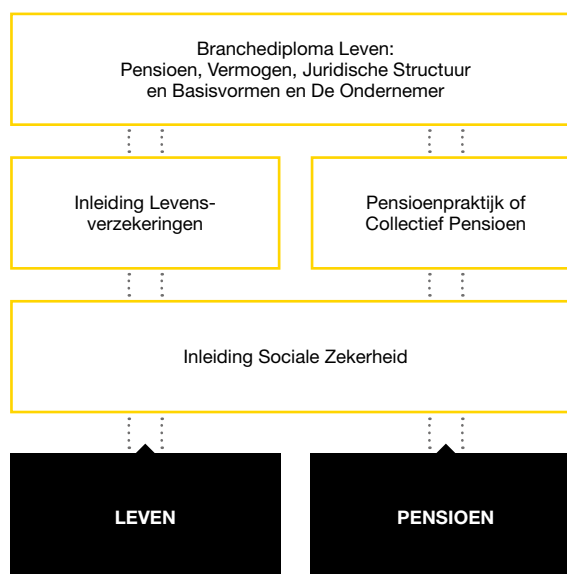 Branchediploma Leven:
Pensioen, Vermogen, Juridische Structuur
en Basisvormen en De Ondernemer
Inleiding Levens-
verzekeringen
Pensioenpraktijk of
Collectief Pensioen
Inleiding Sociale Zekerheid
LEVEN
PENSIOEN